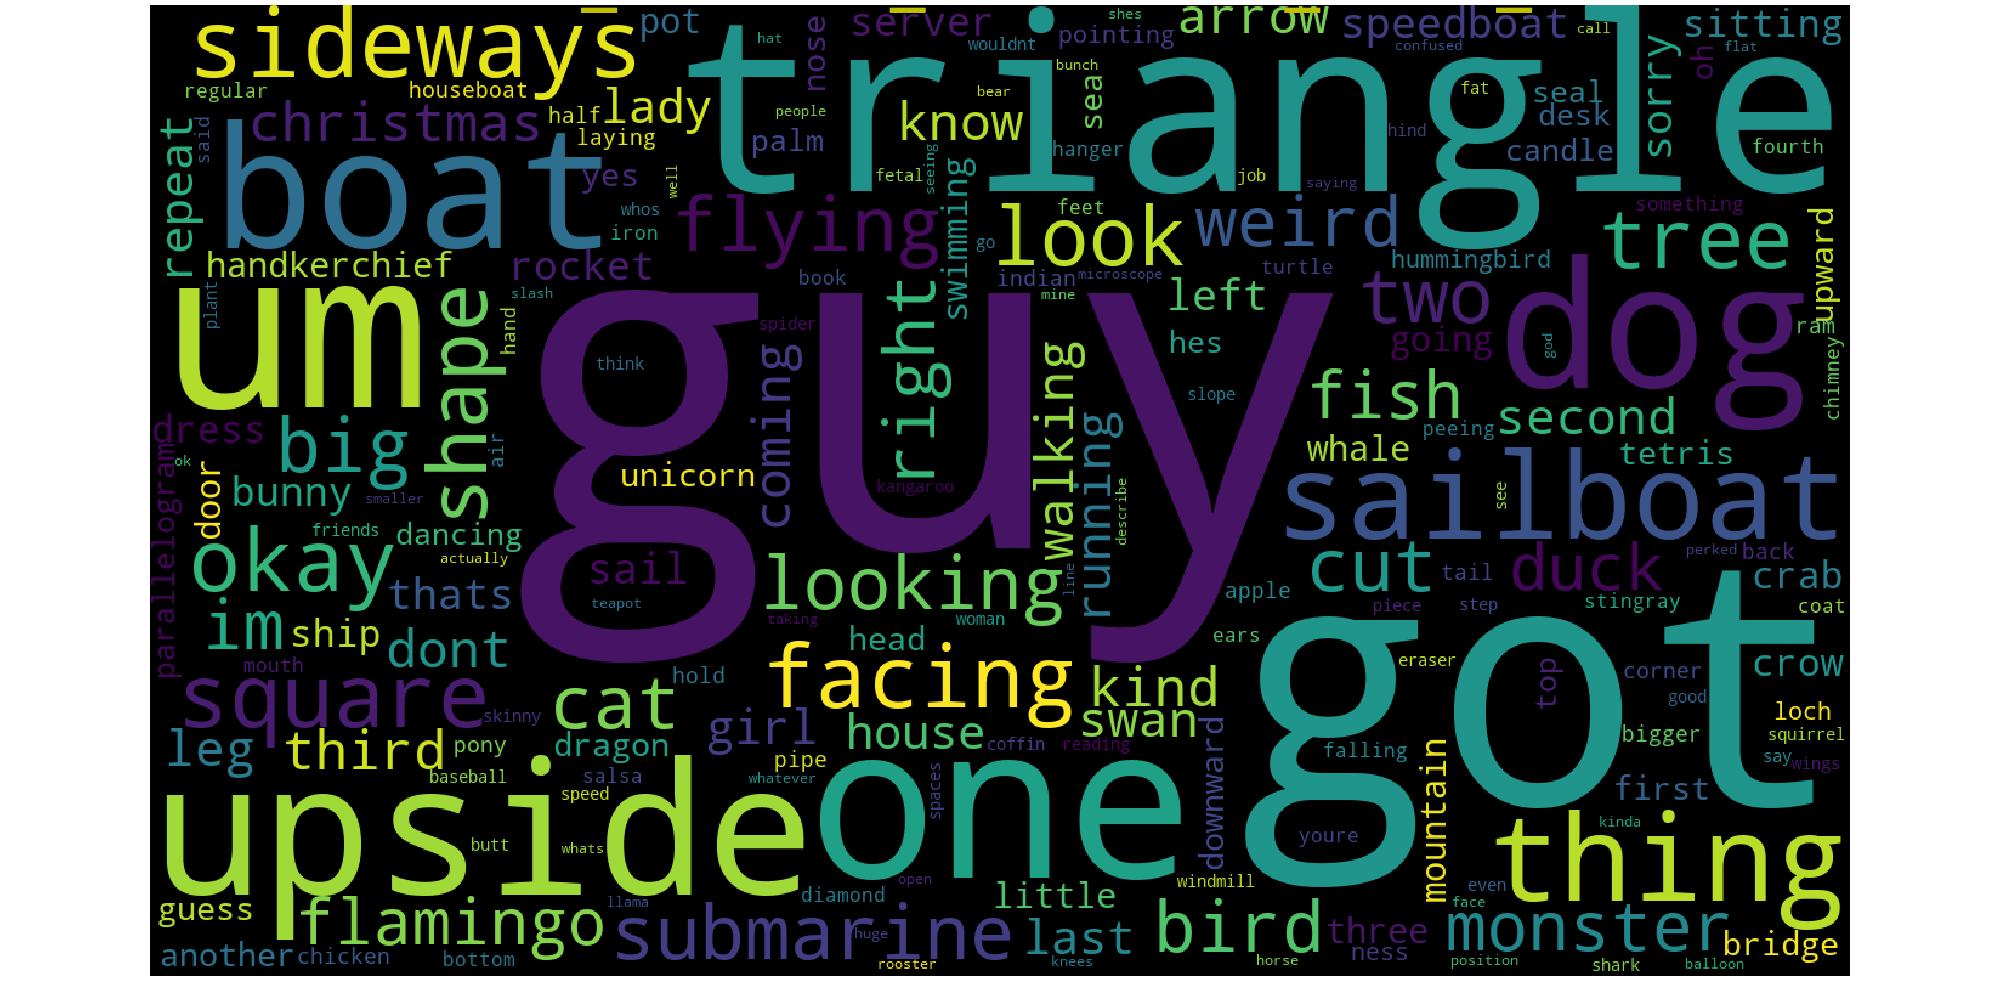 sideways
pot
server
shes
arrow
speedboat
call
sitting
hat
nose
wouldnt
pointing
confused
oh
flat
triangle
regular
houseboat
half
lady
people
bunch
bear
sea
know
fat
seal
desk
sorry
christmas
laying
palm
hanger
hind
candle
fourth
said
repeat
boat
yes
well
fetal
seeing
job
saying
whos
iron
flying
swimming
feet
look
weird
something
tree
upward
go
handkerchief
rocket
book
indian
microscope
turtle
hummingbird
plant
um
slash
hand
shape
guy
spider
right
mine
left
two
dog
ram
think
coming
walking
hes
going
god
chimney
slope
fish
second
dress
big
air
unicorn
running
peeing
whale
tetris
ok
parallelogram
door
bunny
smaller
kangaroo
describe
see
sailboat
friends
dancing
okay
actually
sail
looking
line
cut
duck
perked
back
tail
crab
thats
teapot
taking
woman
apple
piece
step
stingray
coat
im
ship
dont
head
ears
mouth
hold
facing
kind
got
eraser
top
corner
crow
square
skinny
cat
girl
house
swan
good
loch
leg
third
pony
dragon
coffin
reading
downward
falling
bigger
squirrel
pipe
say
wings
baseball
salsa
whatever
speed
spaces
mountain
first
upside
one
butt
whats
youre
kinda
thing
windmill
guess
flamingo
llama
diamond
open
little
even
face
submarine
huge
last
bird
three
monster
another
chicken
bottom
rooster
knees
horse
ness
position
shark
balloon
bridge